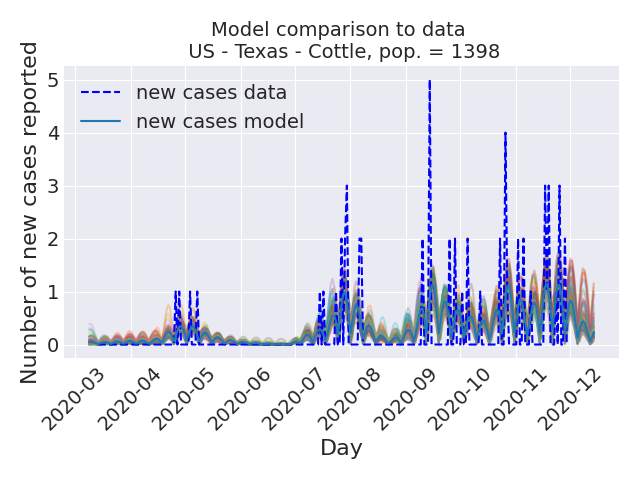 Model comparison to data
US - Texas - Cottle, pop. = 1398
Number of new cases reported
5
4
3
2
1
0
new cases data
new cases model
2020-03
2020-04
2020-05
2020-06
2020-07
2020-08
2020-09
2020-10
2020-11
2020-12
Day